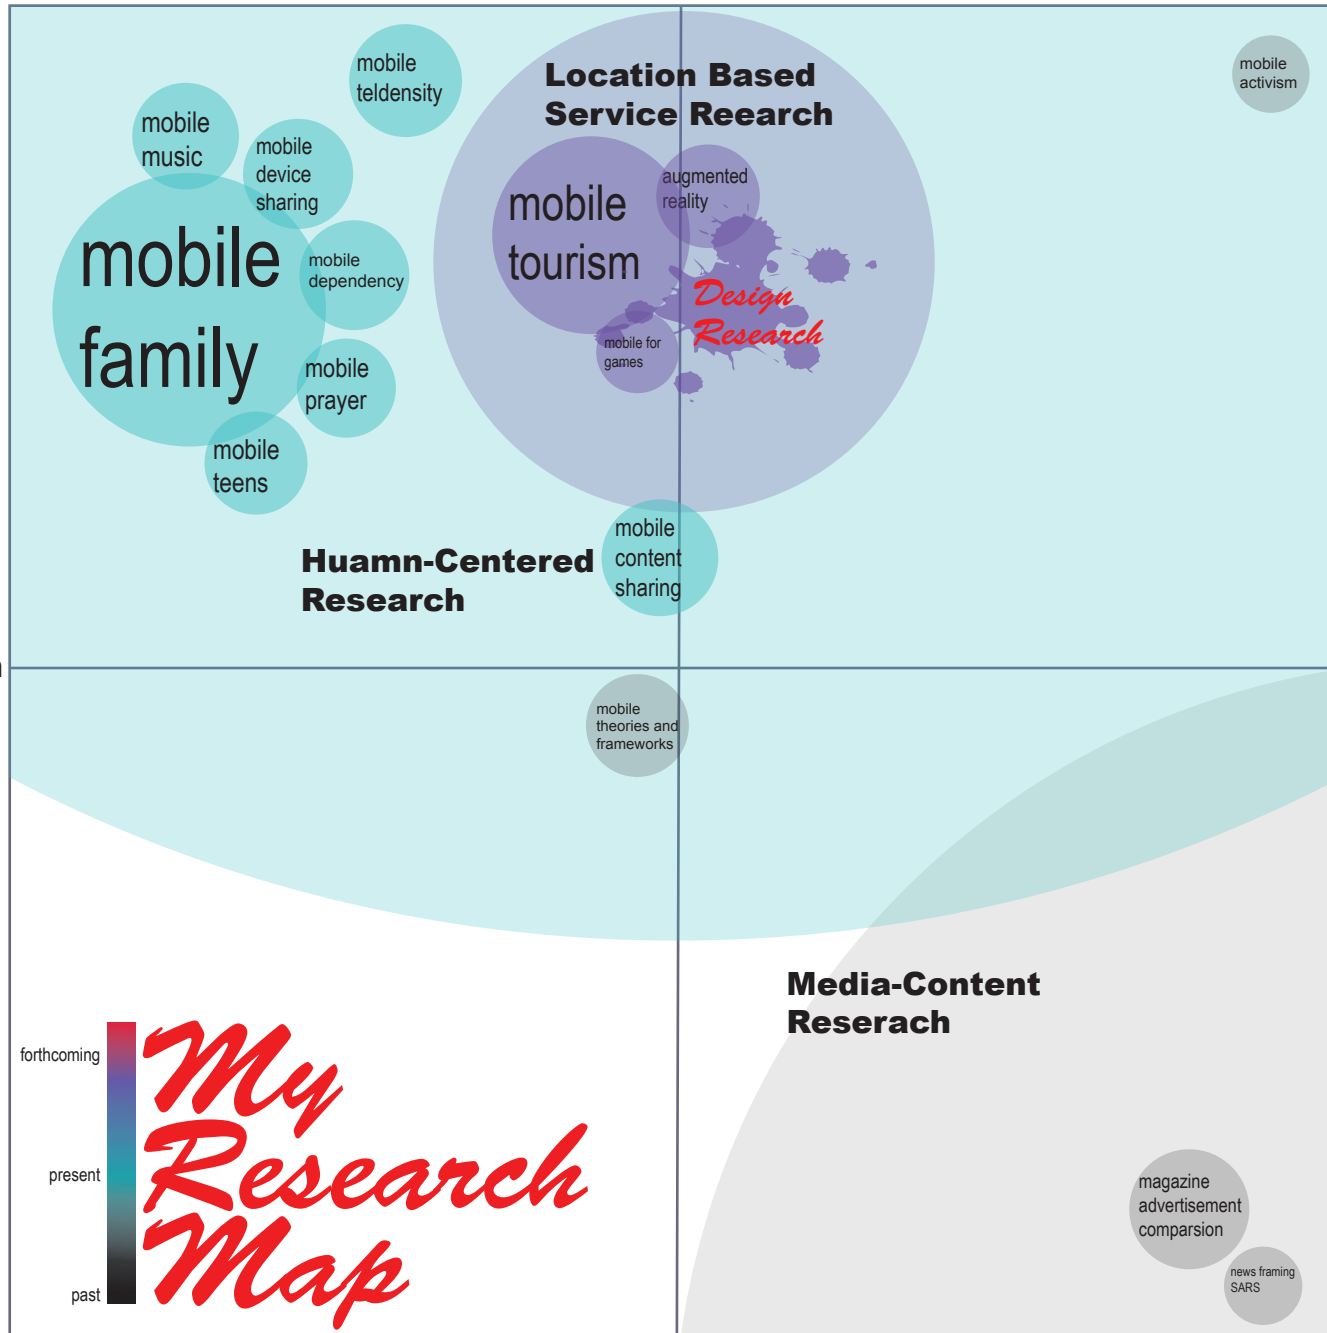 mobile
teldensity
mobile
activism
Location Based
Service Reearch
mobile
music
mobile
device
sharing
augmented
reality
mobile
tourism
mobile
family
mobile
dependency
Design
Research
mobile for
games
mobile
prayer
mobile
teens
mobile
content
sharing
Huamn-Centered
Research
mobile
theories and
frameworks
Media-Content
Reserach
forthcoming
present
past
My
Research
Map
magazine
advertisement
comparsion
news framing
SARS